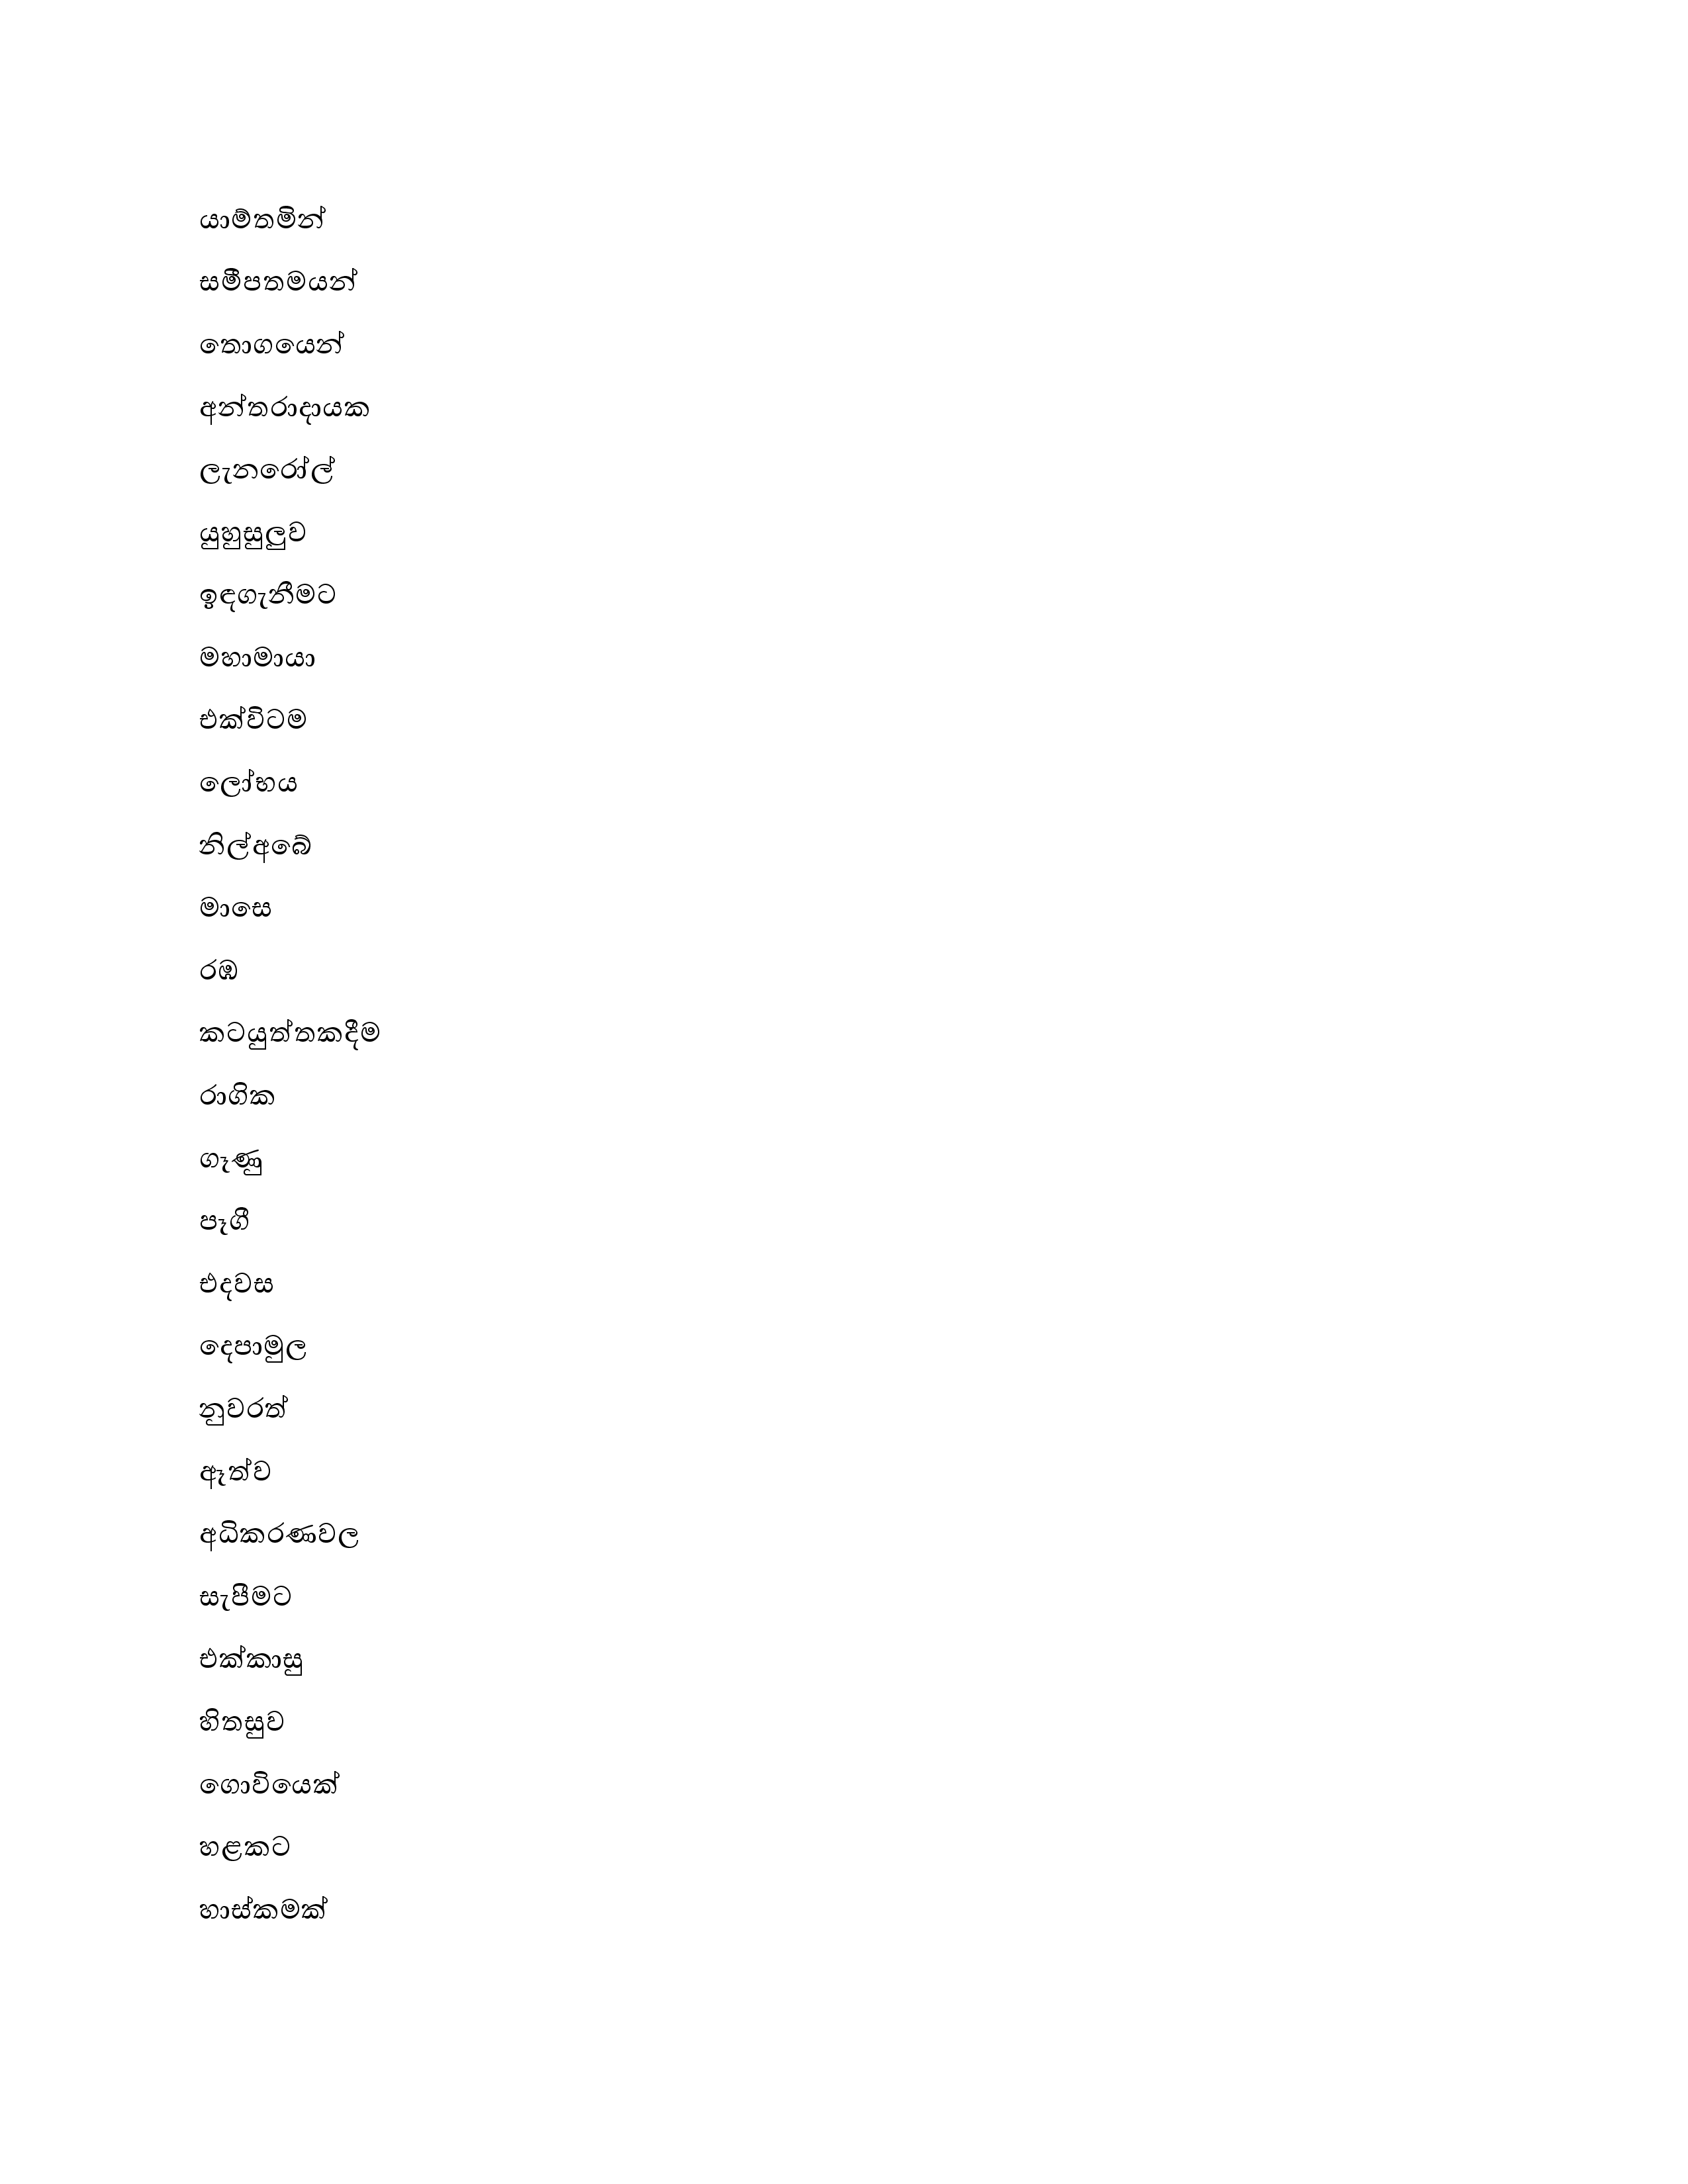 යාම්තමින්
සමීපතමයන්
තොගයෙන්
අන්තරාදායක
ලැනරෝල්
යුහුසුලුව
ඉඳගැනීමට
මහාමායා
එක්විටම
ලෝභය
නිල්අබේ
මාසෙ
රඹ
කටයුත්තකදීම
රාගික
ගෑණු
පෑගී
එදවස
දෙපාමුල
නුවරත්
ඈත්ව
අධිකරණවල
සැපීමට
එක්කාසු
හිතසුව
ගොවියෙක්
හළකට
හාස්කමක්